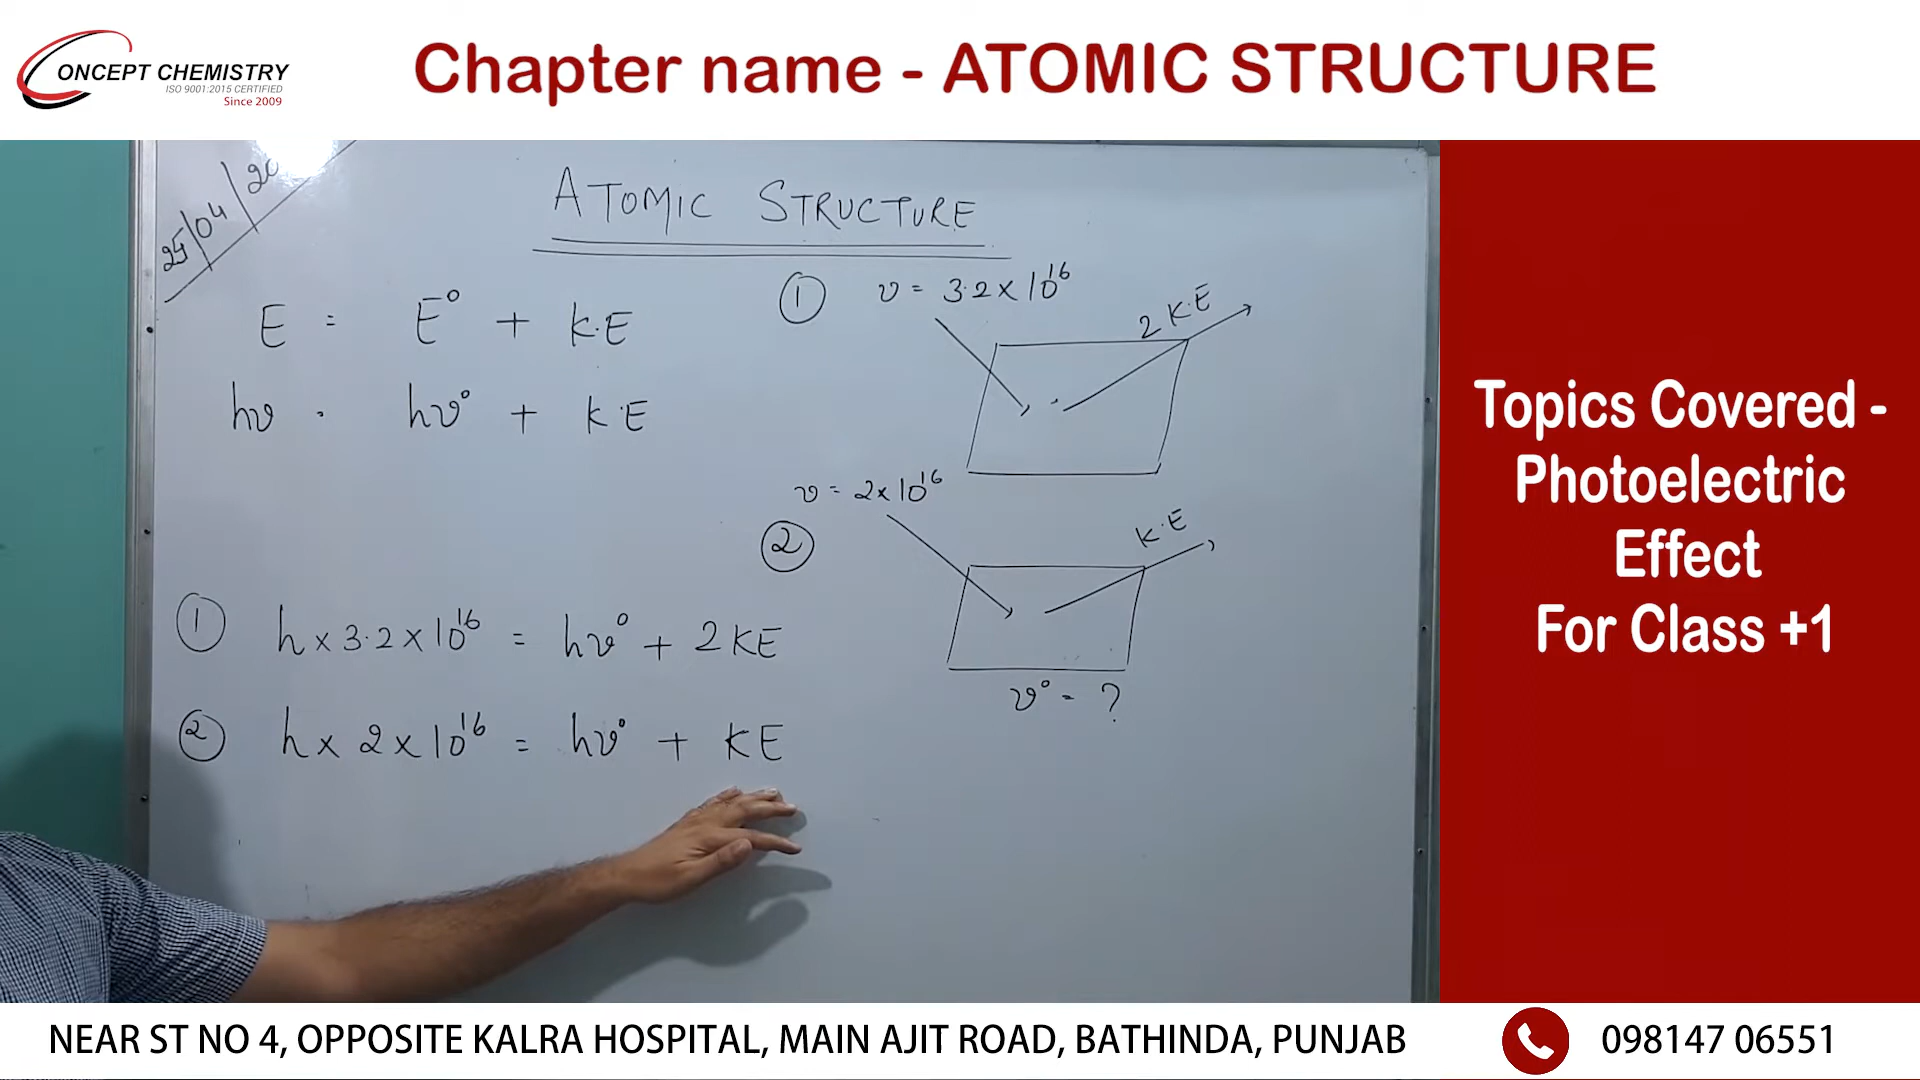 ONCEPT CHEMISTRY
ISO 9001:2015 CERTIFIED
Since 2009
Chapter name - ATOMIC STRUCTURE
25/04/20
ATOMIC STRUCTURE
E = E° + K.E
hν = hν° + K.E
① ν = 3.2 x 10¹⁶
2 K.E
ν = 2 x 10¹⁶
②
K.E
ν° = ?
① h x 3.2 x 10¹⁶ = hν° + 2 KE
② h x 2 x 10¹⁶ = hν° + KE
Topics Covered -
Photoelectric
Effect
For Class +1
NEAR ST NO 4, OPPOSITE KALRA HOSPITAL, MAIN AJIT ROAD, BATHINDA, PUNJAB
098147 06551